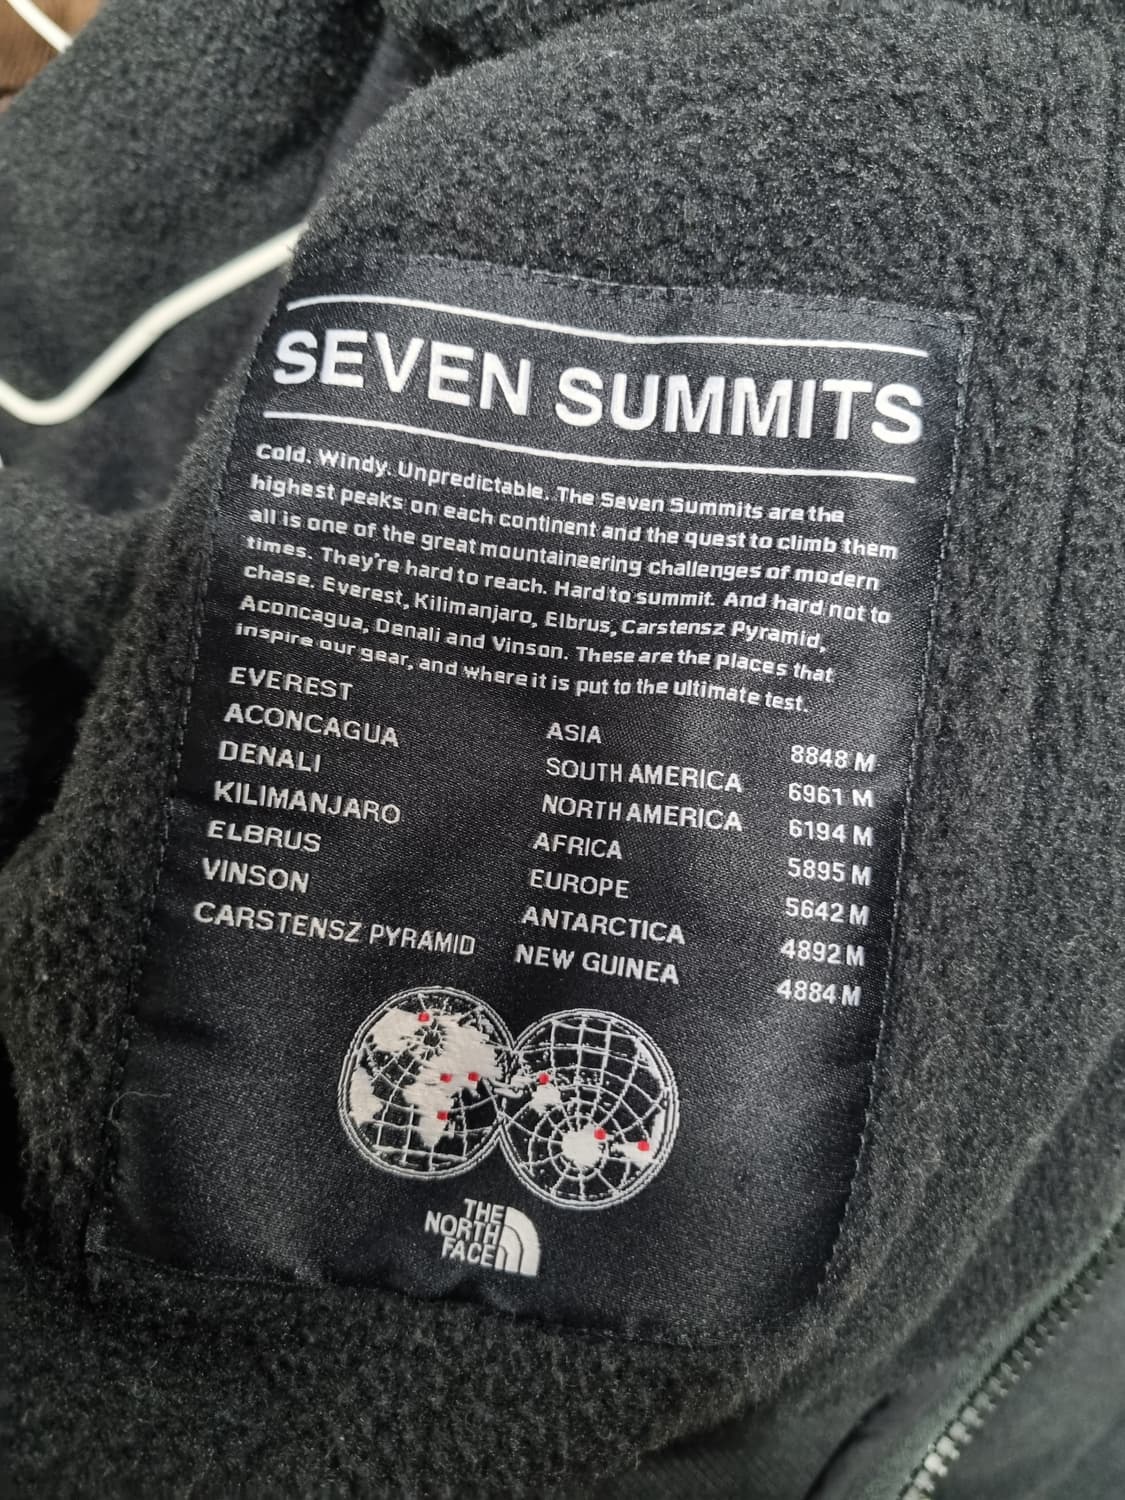 SEVEN SUMMITS
Cold. Windy. Unpredictable. The Seven Summits are the
highest peaks on each continent and the quest to climb them
all is one of the great mountaineering challenges of modern
times. They're hard to reach. Hard to summit. And hard not to
chase. Everest, Kilimanjaro, Elbrus, Carstensz Pyramid,
Aconcagua, Denali and Vinson. These are the places that
inspire our gear, and where it is put to the ultimate test.
EVEREST ASIA 8848 M
ACONCAGUA SOUTH AMERICA 6961 M
DENALI NORTH AMERICA 6194 M
KILIMANJARO AFRICA 5895 M
ELBRUS EUROPE 5642 M
VINSON ANTARCTICA 4892 M
CARSTENSZ PYRAMID NEW GUINEA 4884 M
THE
NORTH
FACE